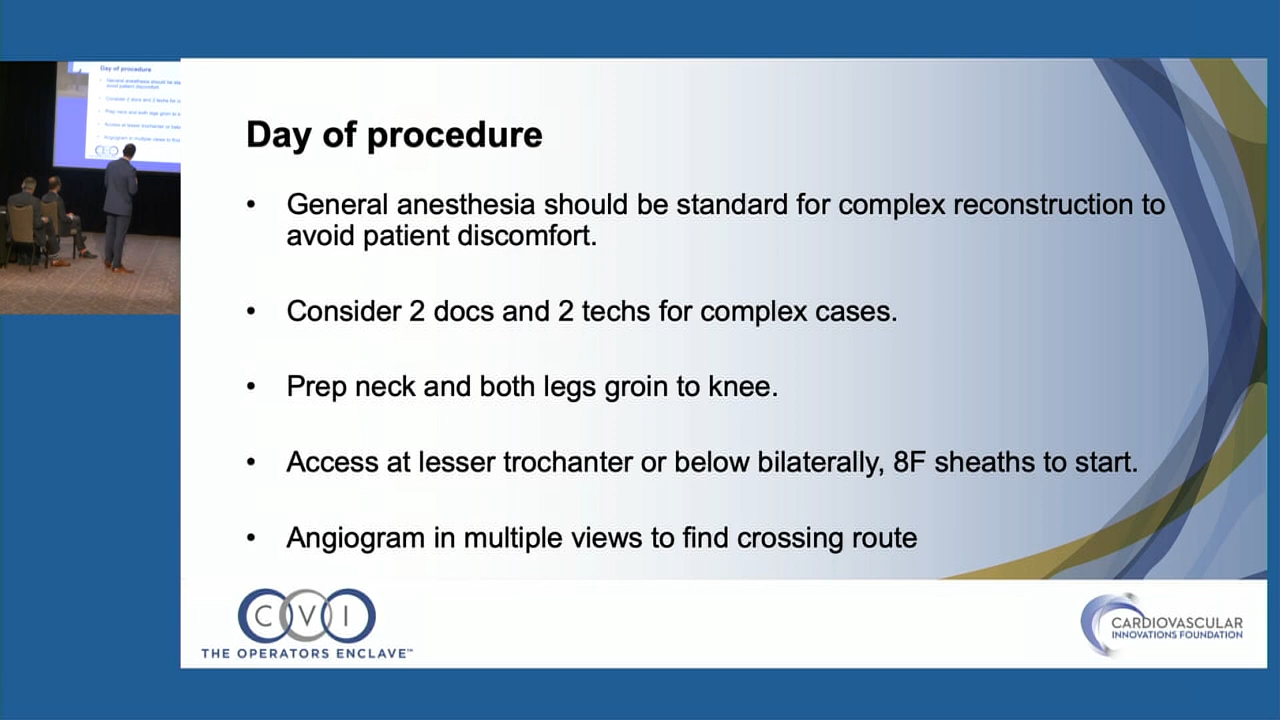 Day of procedure
• General anesthesia should be standard for complex reconstruction to
avoid patient discomfort.
• Consider 2 docs and 2 techs for complex cases.
• Prep neck and both legs groin to knee.
• Access at lesser trochanter or below bilaterally, 8F sheaths to start.
• Angiogram in multiple views to find crossing route
CVI
THE OPERATORS ENCLAVE™
CARDIOVASCULAR
INNOVATIONS FOUNDATION
Day of procedure